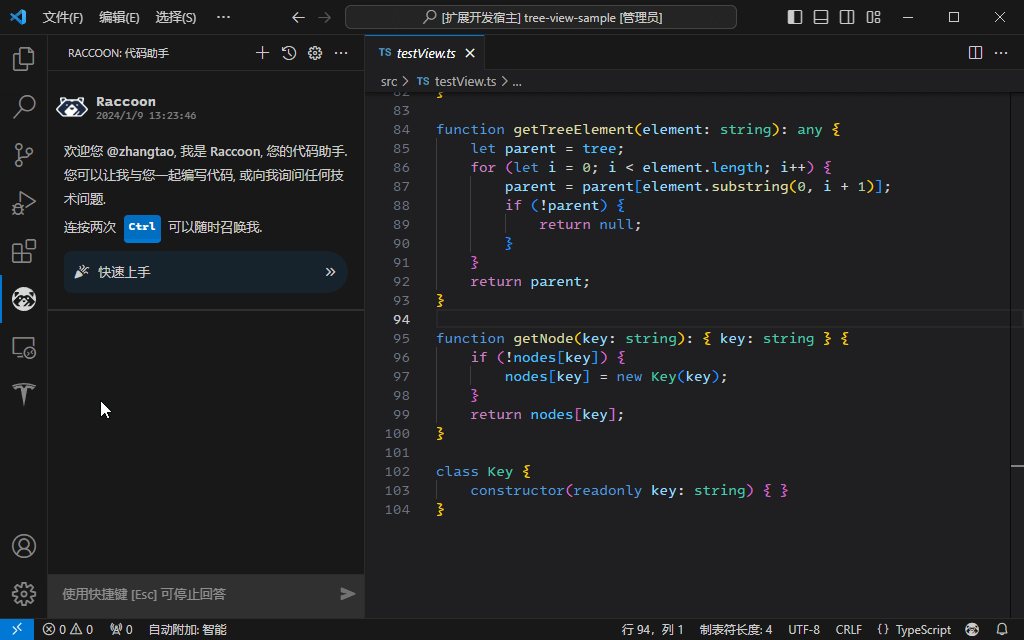 文件(F) 编辑(E) 选择(S) ··· [扩展开发宿主] tree-view-sample [管理员]
RACCOON: 代码助手
Raccoon
2024/1/9 13:23:46
欢迎您 @zhangtao, 我是 Raccoon, 您的代码助手.
您可以让我与您一起编写代码, 或向我询问任何技
术问题.
连按两次 Ctrl 可以随时召唤我.
快速上手 »
使用快捷键 [Esc] 可停止回答
TS testView.ts
src > TS testView.ts > ...
82 }
83
84 function getTreeElement(element: string): any {
85     let parent = tree;
86     for (let i = 0; i < element.length; i++) {
87         parent = parent[element.substring(0, i + 1)];
88         if (!parent) {
89             return null;
90         }
91     }
92     return parent;
93 }
94
95 function getNode(key: string): { key: string } {
96     if (!nodes[key]) {
97         nodes[key] = new Key(key);
98     }
99     return nodes[key];
100 }
101
102 class Key {
103     constructor(readonly key: string) { }
104 }
0 0 0 自动附加: 智能 行 94，列 1 制表符长度: 4 UTF-8 CRLF {} TypeScript